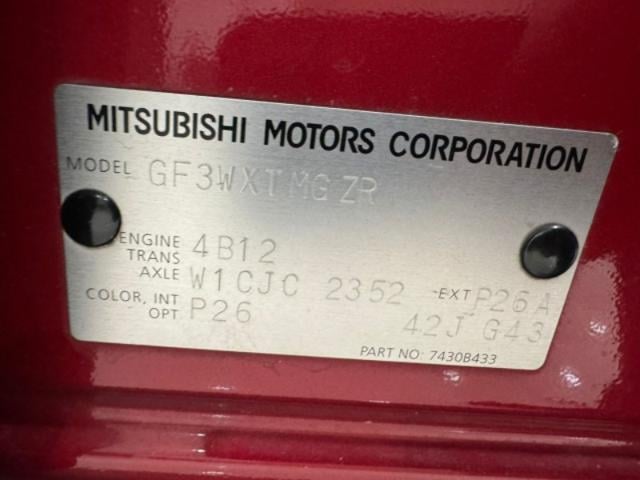 MITSUBISHI MOTORS CORPORATION
MODEL GF3WXTMGZR
ENGINE 4B12
TRANS AXLE W1CJC 2352 EXT P26A
COLOR, INT OPT P26 42J G43
PART NO: 7430B433